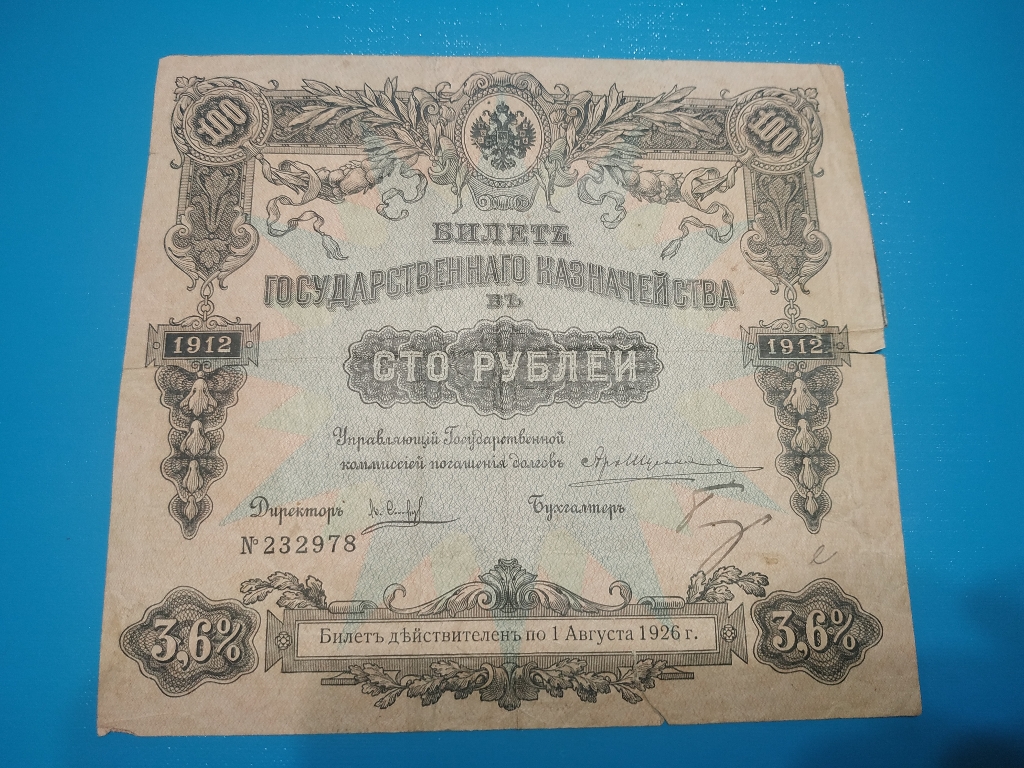 100 100
БИЛЕТЪ
ГОСУДАРСТВЕННАГО КАЗНАЧЕЙСТВА
ВЪ
1912 СТО РУБЛЕЙ 1912
Управляющій Государственной
коммиссіей погашенія долговъ
Директоръ Бухгалтеръ
№ 232978
3,6% Билетъ дѣйствителенъ по 1 Августа 1926 г. 3,6%